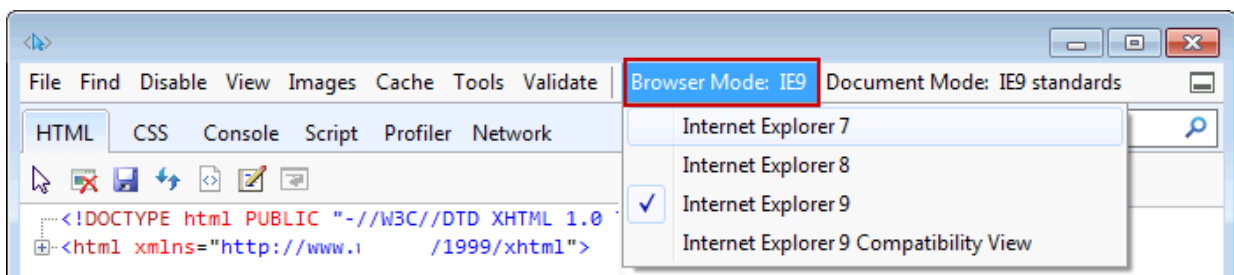 File Find Disable View Images Cache Tools Validate Browser Mode: IE9 Document Mode: IE9 standards
HTML CSS Console Script Profiler Network
Internet Explorer 7
Internet Explorer 8
Internet Explorer 9
Internet Explorer 9 Compatibility View
<!DOCTYPE html PUBLIC "-//W3C//DTD XHTML 1.0
<html xmlns="http://www. /1999/xhtml">